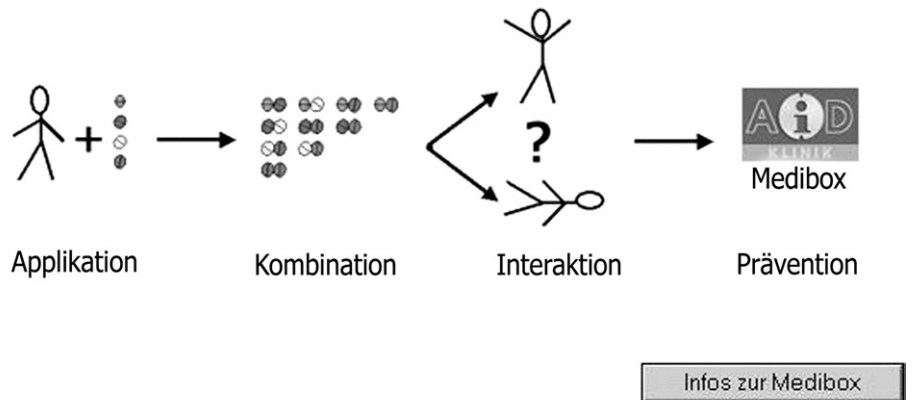 +
?
AiD
KLINIK
Medibox
Applikation
Kombination
Interaktion
Prävention
Infos zur Medibox